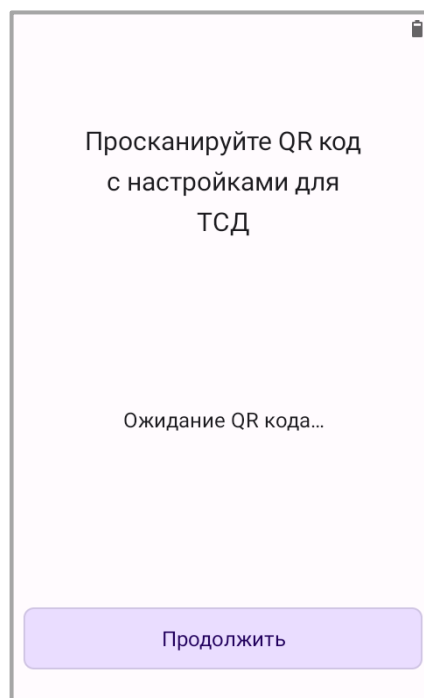 Просканируйте QR код
с настройками для
ТСД
Ожидание QR кода...
Продолжить